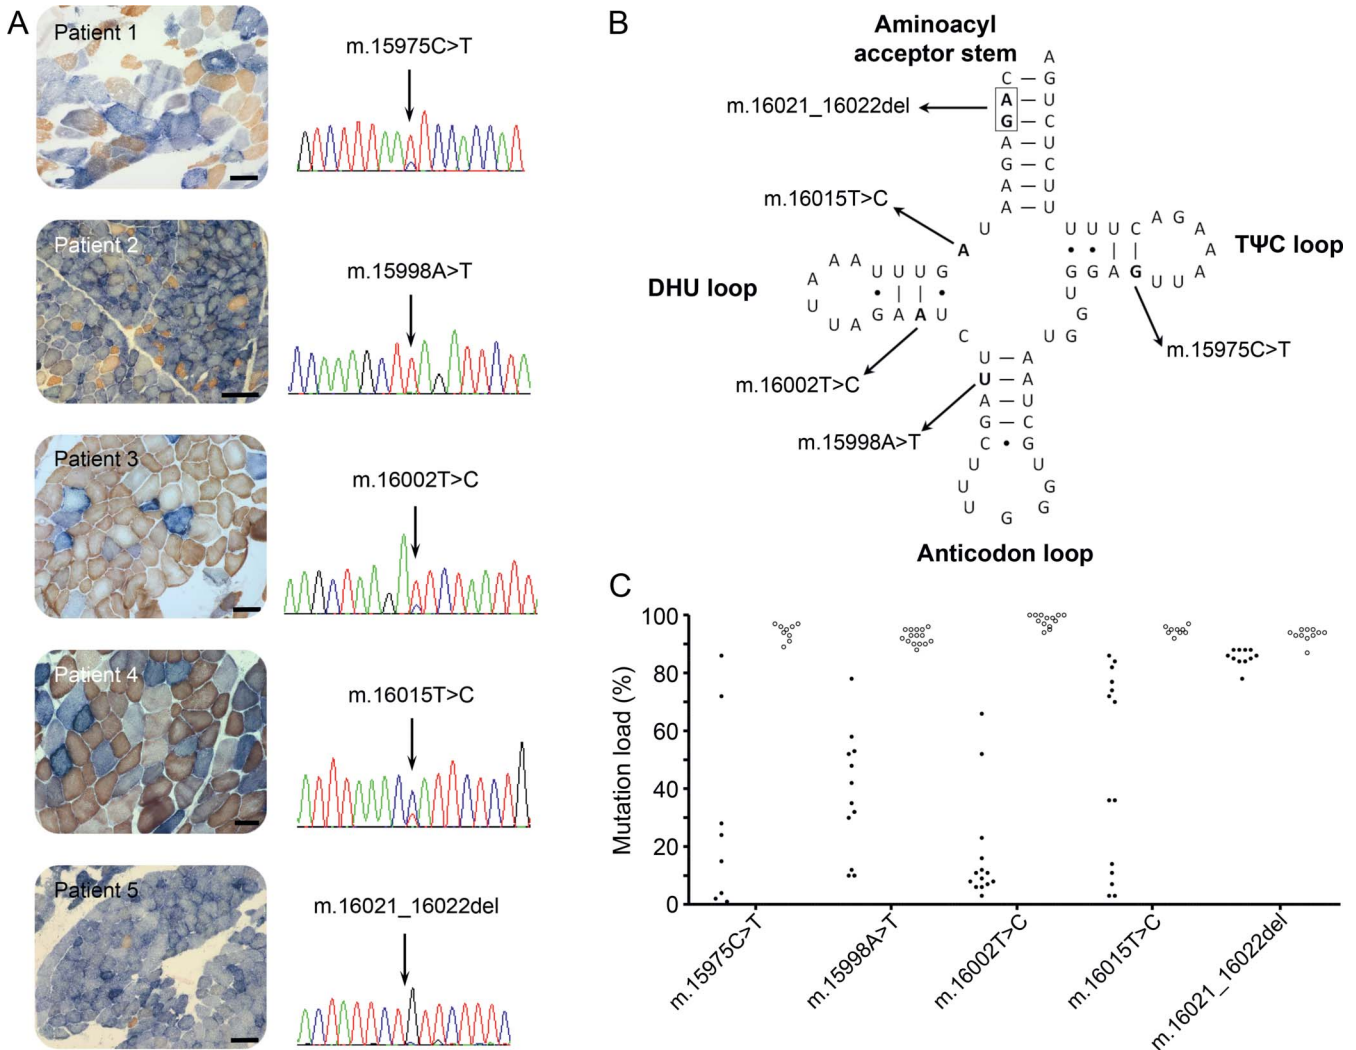 A
Patient 1
m.15975C>T
Patient 2
m.15998A>T
Patient 3
m.16002T>C
Patient 4
m.16015T>C
Patient 5
m.16021_16022del
B
Aminoacyl
acceptor stem
A
C – G
A – U
G – C
A – U
G – C
A – U
A – U
m.16021_16022del
m.16015T>C
U
A
A A A U U U G
U U A G A A U
DHU loop
m.16002T>C
C
U U U C A G A A A
G G A G U U
TΨC loop
m.15975C>T
U G G U
U – A
U – A
A – U
G – C
C • G
U U U G G G U
m.15998A>T
Anticodon loop
C
Mutation load (%)
100
80
60
40
20
0
m.15975C>T
m.15998A>T
m.16002T>C
m.16015T>C
m.16021_16022del